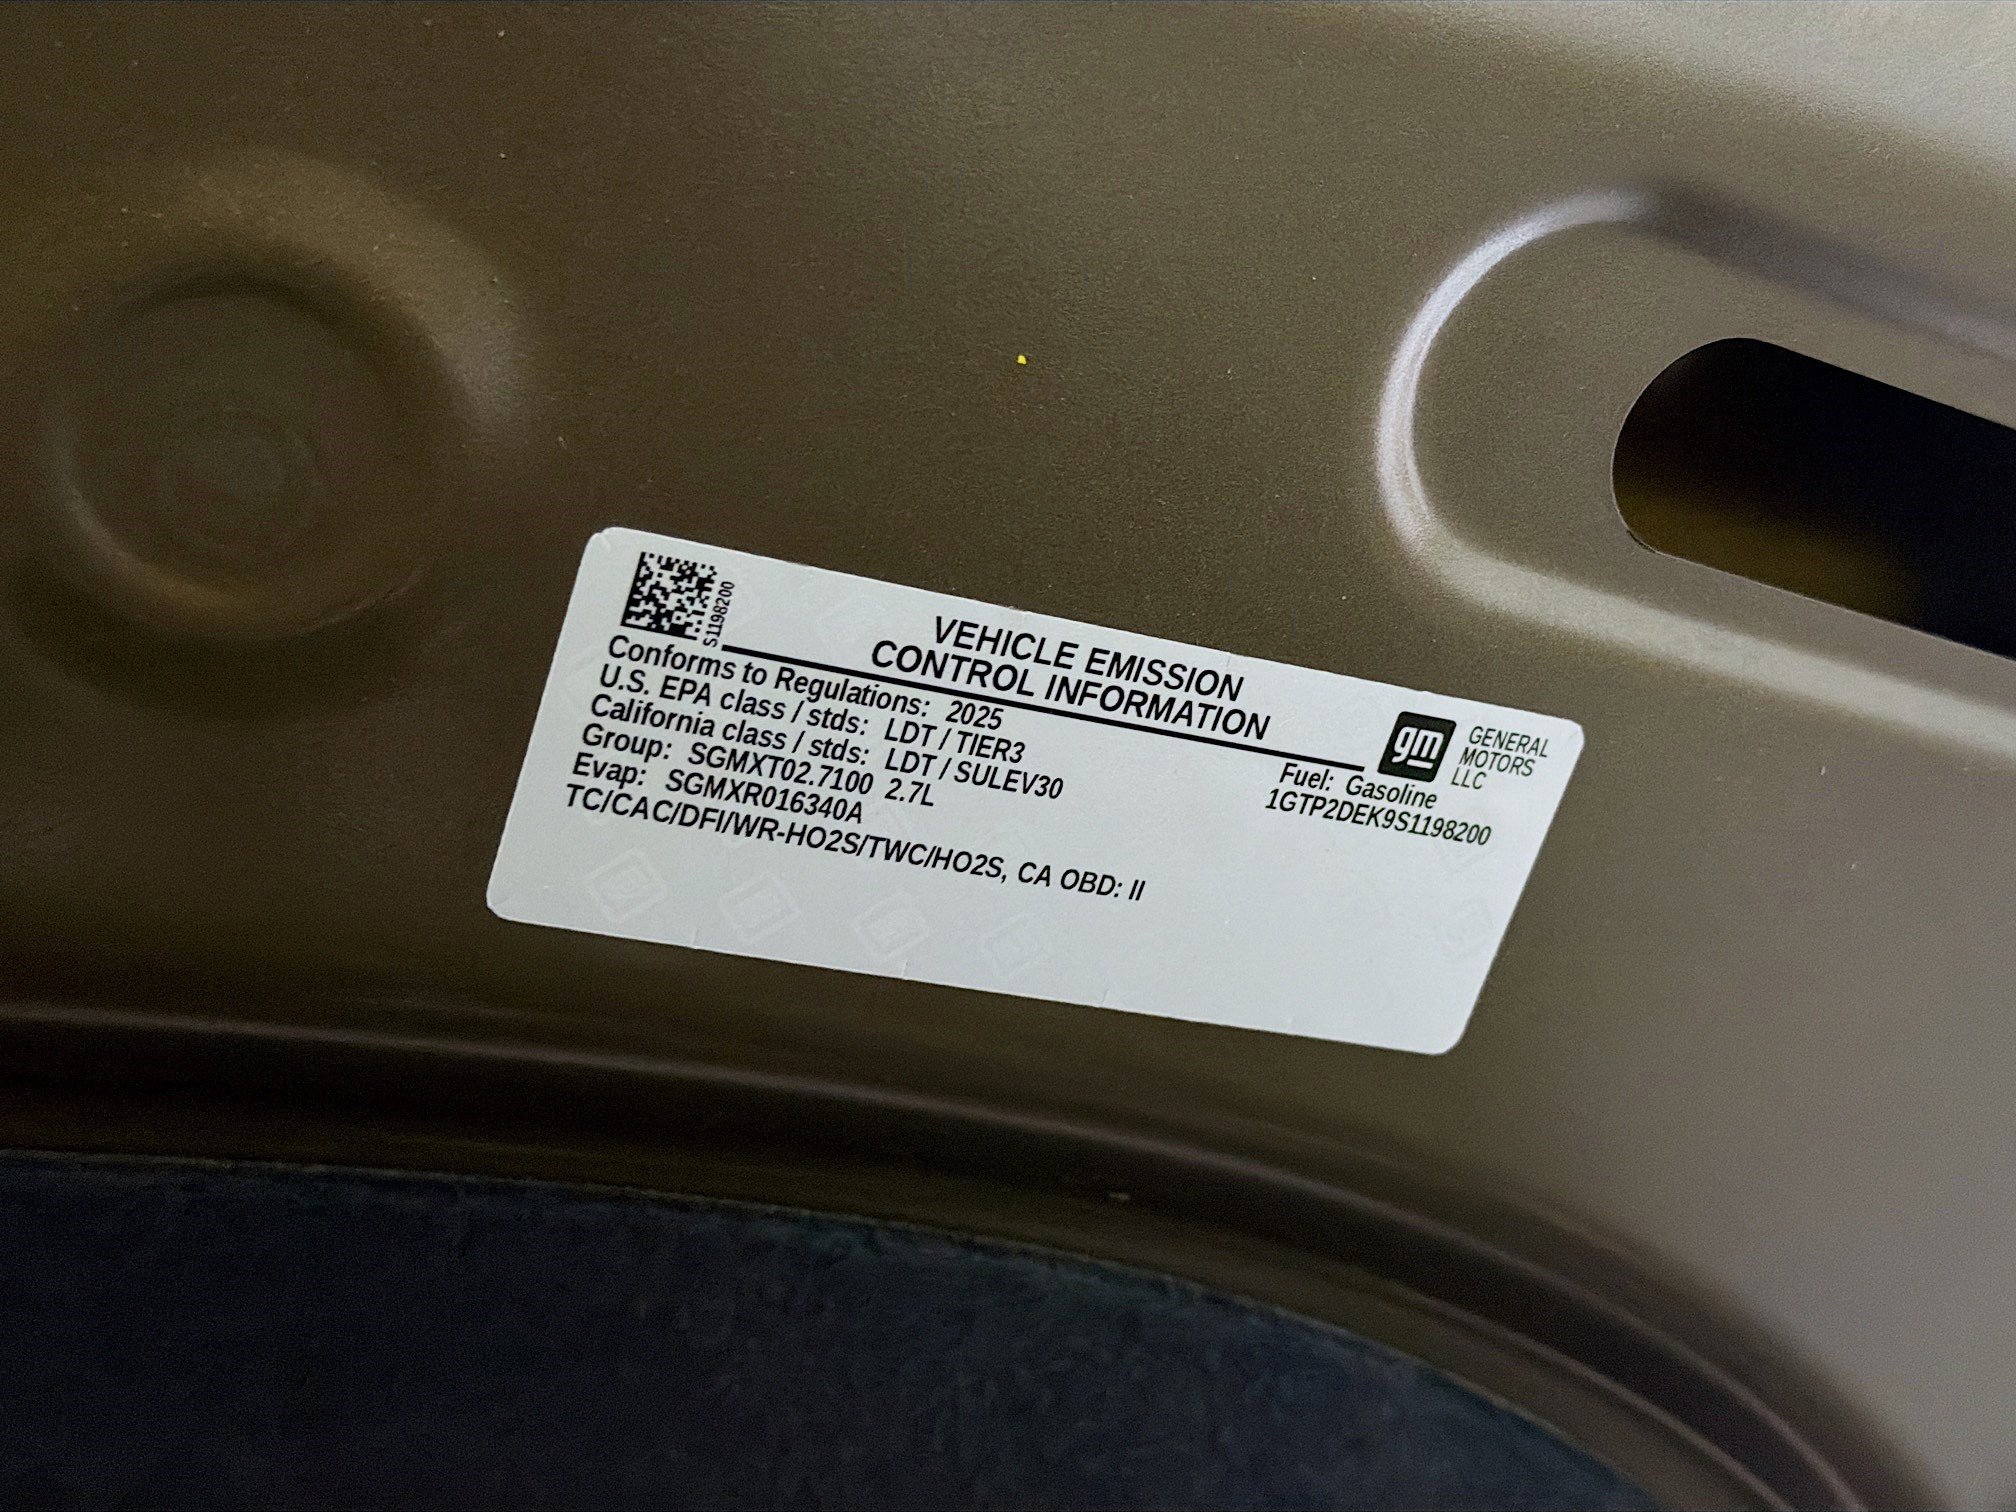 S1198200
VEHICLE EMISSION
CONTROL INFORMATION
gm
GENERAL
MOTORS
LLC
Conforms to Regulations: 2025
U.S. EPA class / stds: LDT / TIER3
California class / stds: LDT / SULEV30
Group: SGMXT02.7100 2.7L
Evap: SGMXR016340A
TC/CAC/DFI/WR-HO2S/TWC/HO2S, CA OBD: II
Fuel: Gasoline
1GTP2DEK9S1198200